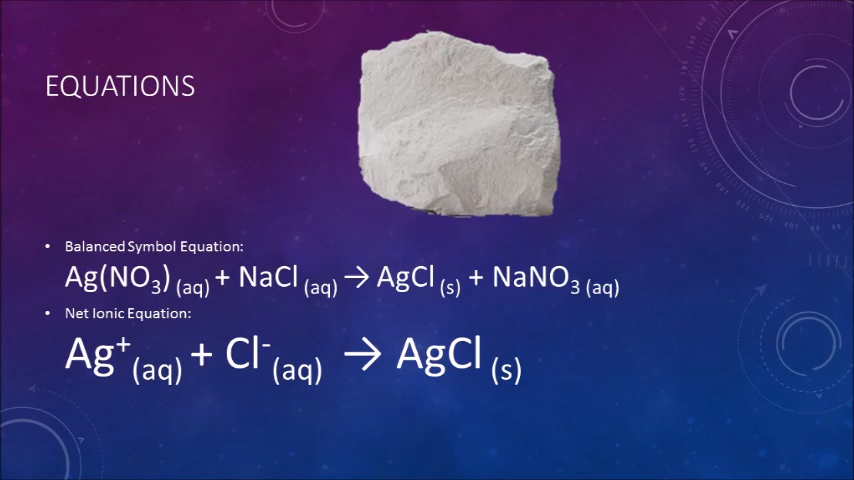 EQUATIONS
• Balanced Symbol Equation:
Ag(NO₃) (aq) + NaCl (aq) → AgCl (s) + NaNO₃ (aq)
• Net Ionic Equation:
Ag⁺(aq) + Cl⁻(aq) → AgCl (s)